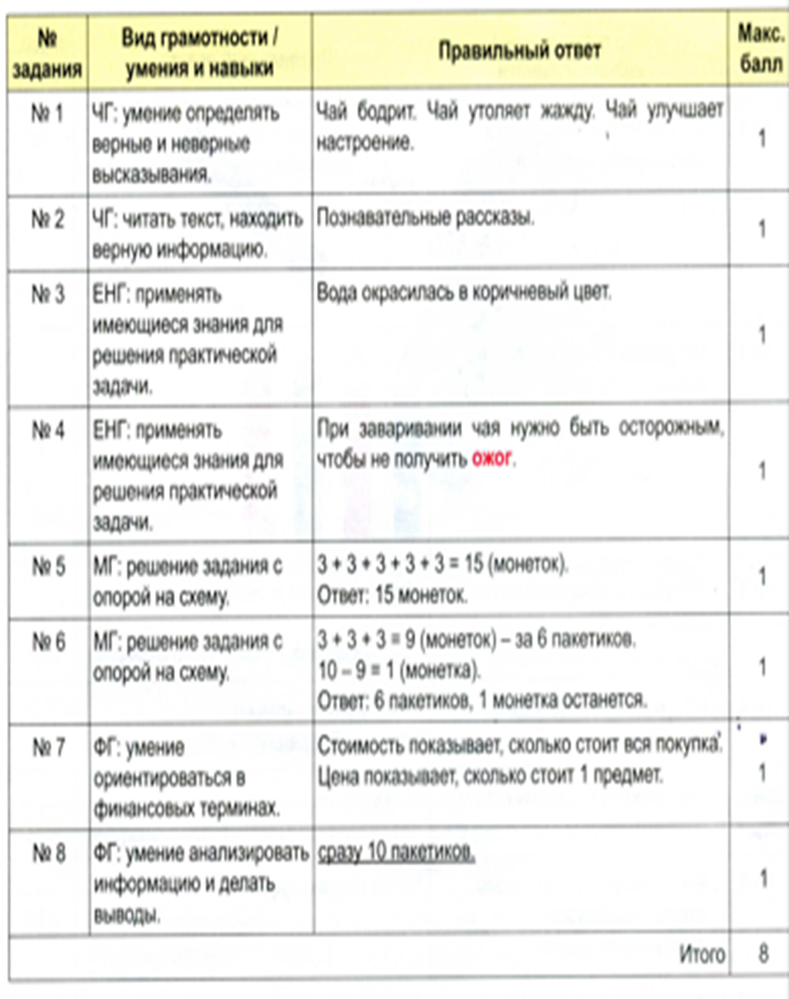 № задания
Вид грамотности / умения и навыки
Правильный ответ
Макс. балл
№ 1
ЧГ: умение определять
верные и неверные
высказывания.
Чай бодрит. Чай утоляет жажду. Чай улучшает
настроение.
1
№ 2
ЧГ: читать текст, находить
верную информацию.
Познавательные рассказы.
1
№ 3
ЕНГ: применять
имеющиеся знания для
решения практической
задачи.
Вода окрасилась в коричневый цвет.
1
№ 4
ЕНГ: применять
имеющиеся знания для
решения практической
задачи.
При заваривании чая нужно быть осторожным,
чтобы не получить ожог.
1
№ 5
МГ: решение задания с
опорой на схему.
3 + 3 + 3 + 3 + 3 = 15 (монеток).
Ответ: 15 монеток.
1
№ 6
МГ: решение задания с
опорой на схему.
3 + 3 + 3 = 9 (монеток) – за 6 пакетиков.
10 – 9 = 1 (монетка).
Ответ: 6 пакетиков, 1 монетка останется.
1
№ 7
ФГ: умение
ориентироваться в
финансовых терминах.
Стоимость показывает, сколько стоит вся покупка.
Цена показывает, сколько стоит 1 предмет.
1
№ 8
ФГ: умение анализировать
информацию и делать
выводы.
сразу 10 пакетиков.
1
Итого
8